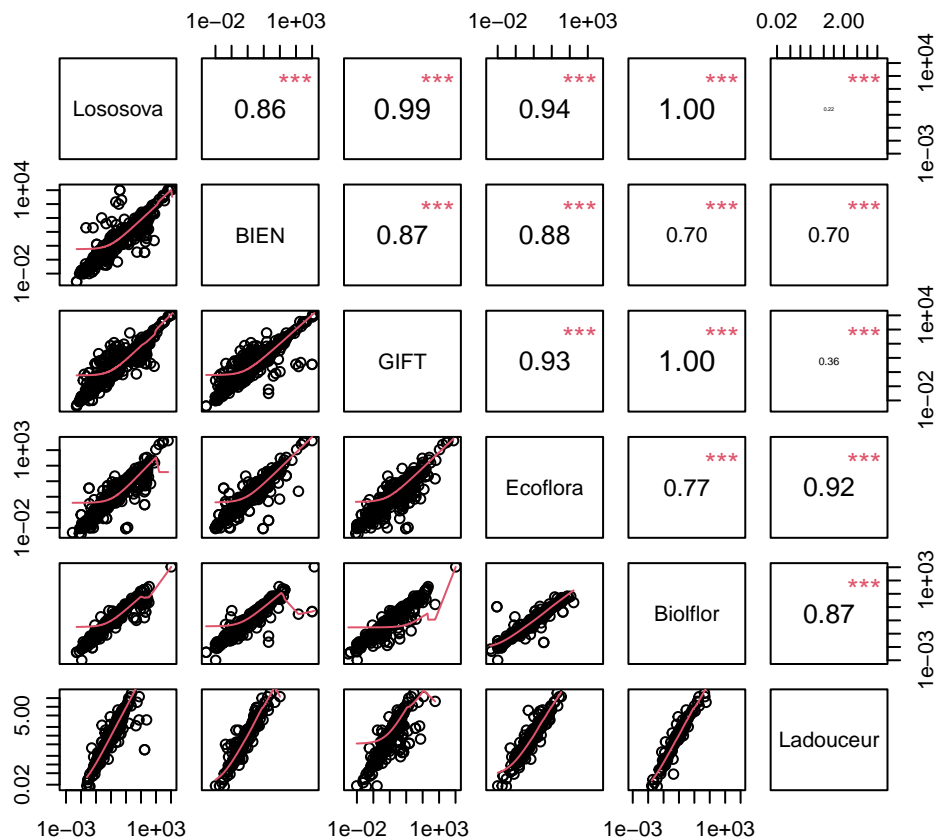 1e−02 1e+03 1e−02 1e+03 0.02 2.00
Lososova 0.86 *** 0.99 *** 0.94 *** 1.00 *** 0.22 *** 1e−03 1e+04
1e−02 1e+04 BIEN 0.87 *** 0.88 *** 0.70 *** 0.70 ***
GIFT 0.93 *** 1.00 *** 0.36 *** 1e−02 1e+04
1e−02 1e+03 Ecoflora 0.77 *** 0.92 ***
Biolflor 0.87 *** 1e−03 1e+03
0.02 5.00 Ladouceur
1e−03 1e+03 1e−02 1e+03 1e−03 1e+03